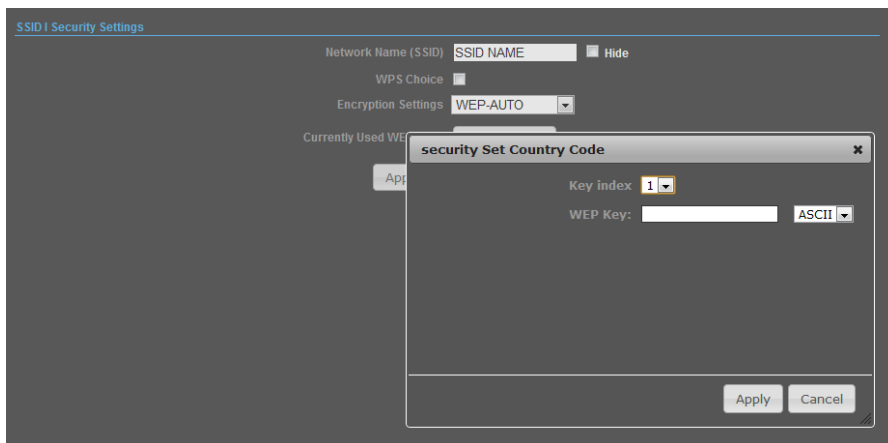 SSID I Security Settings
Network Name (SSID) SSID NAME Hide
WPS Choice
Encryption Settings WEP-AUTO
Currently Used WE
App
security Set Country Code
Key index 1
WEP Key: ASCII
Apply Cancel